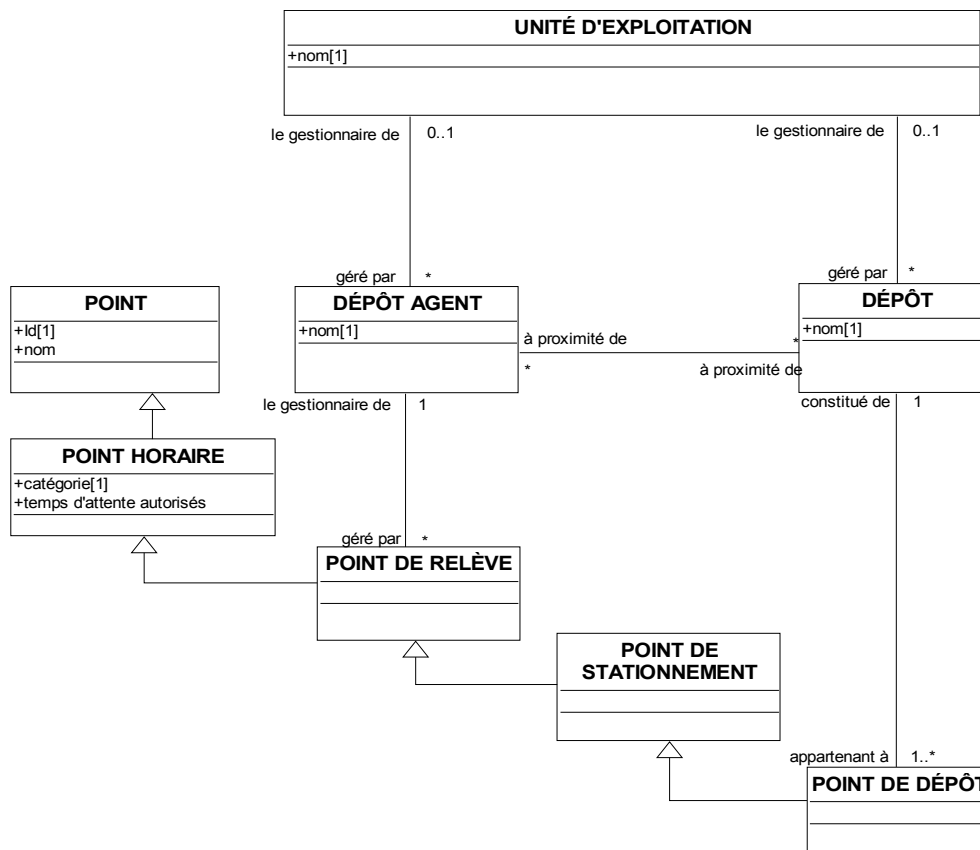 UNITÉ D'EXPLOITATION
+nom[1]
le gestionnaire de
0..1
le gestionnaire de
0..1
géré par
*
géré par
*
POINT
+Id[1]
+nom
DÉPÔT AGENT
+nom[1]
DÉPÔT
+nom[1]
à proximité de
*
*
à proximité de
le gestionnaire de
1
constitué de
1
POINT HORAIRE
+catégorie[1]
+temps d'attente autorisés
géré par
*
POINT DE RELÈVE
POINT DE
STATIONNEMENT
appartenant à
1..*
POINT DE DÉPÔT